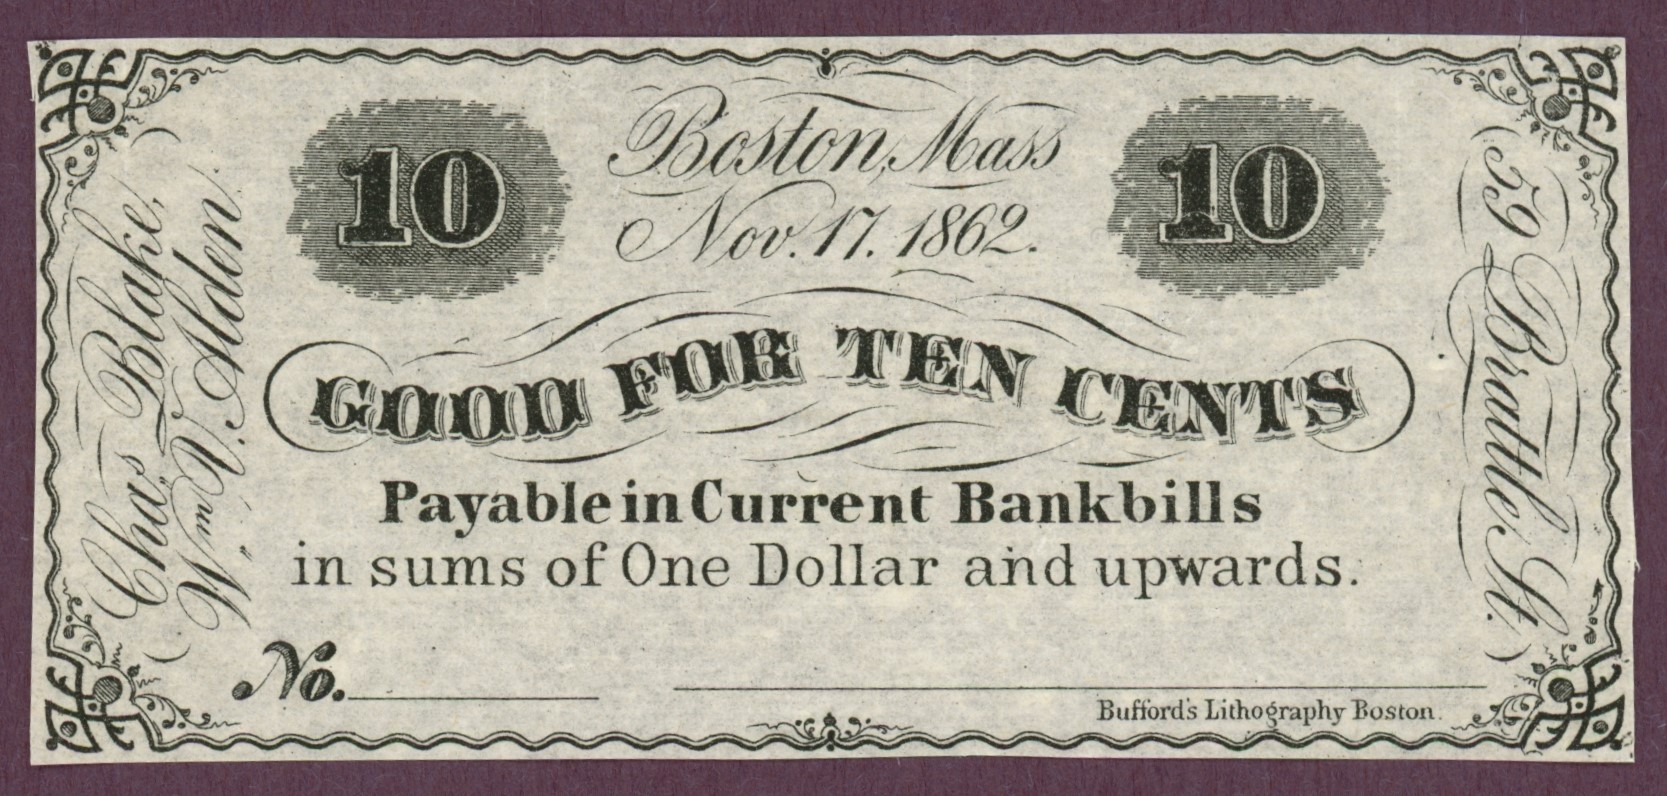 10
Boston, Mass
10
Nov. 17. 1862.
GOOD FOR TEN CENTS
Payable in Current Bankbills
in sums of One Dollar and upwards.
No.
Bufford's Lithography Boston.
Chas. Blake,
Wm. V. Alden
59 Brattle St.